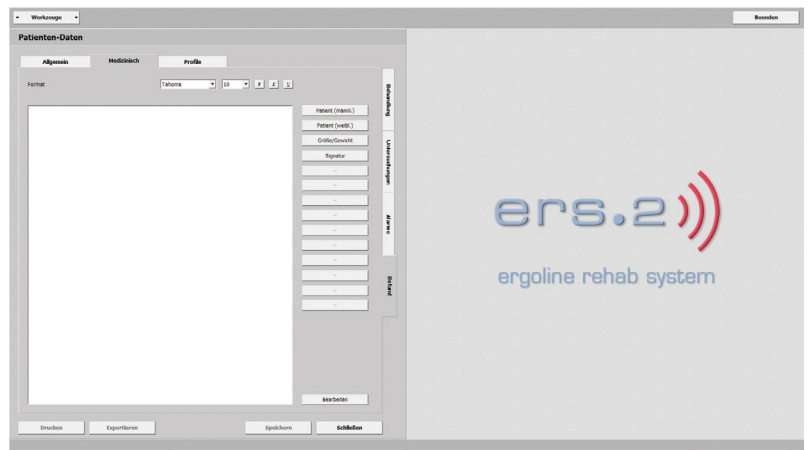 Werkzeuge
Beenden
Patienten-Daten
Allgemein Medizinisch Profile
Format Tahoma 10 F K U
Patient (männl.)
Patient (weibl.)
Größe/Gewicht
Signatur
...
...
...
...
...
...
...
...
...
...
Bearbeiten
Behandlung
Untersuchungen
Alarme
Befund
Drucken Exportieren Speichern Schließen
ers.2
ergoline rehab system